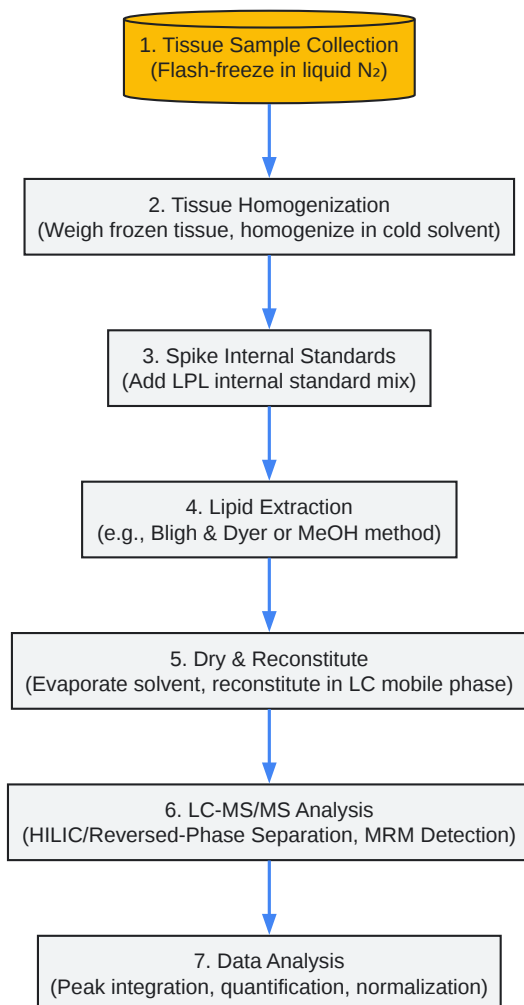 1. Tissue Sample Collection
(Flash-freeze in liquid N₂)
2. Tissue Homogenization
(Weigh frozen tissue, homogenize in cold solvent)
3. Spike Internal Standards
(Add LPL internal standard mix)
4. Lipid Extraction
(e.g., Bligh & Dyer or MeOH method)
5. Dry & Reconstitute
(Evaporate solvent, reconstitute in LC mobile phase)
6. LC-MS/MS Analysis
(HILIC/Reversed-Phase Separation, MRM Detection)
7. Data Analysis
(Peak integration, quantification, normalization)